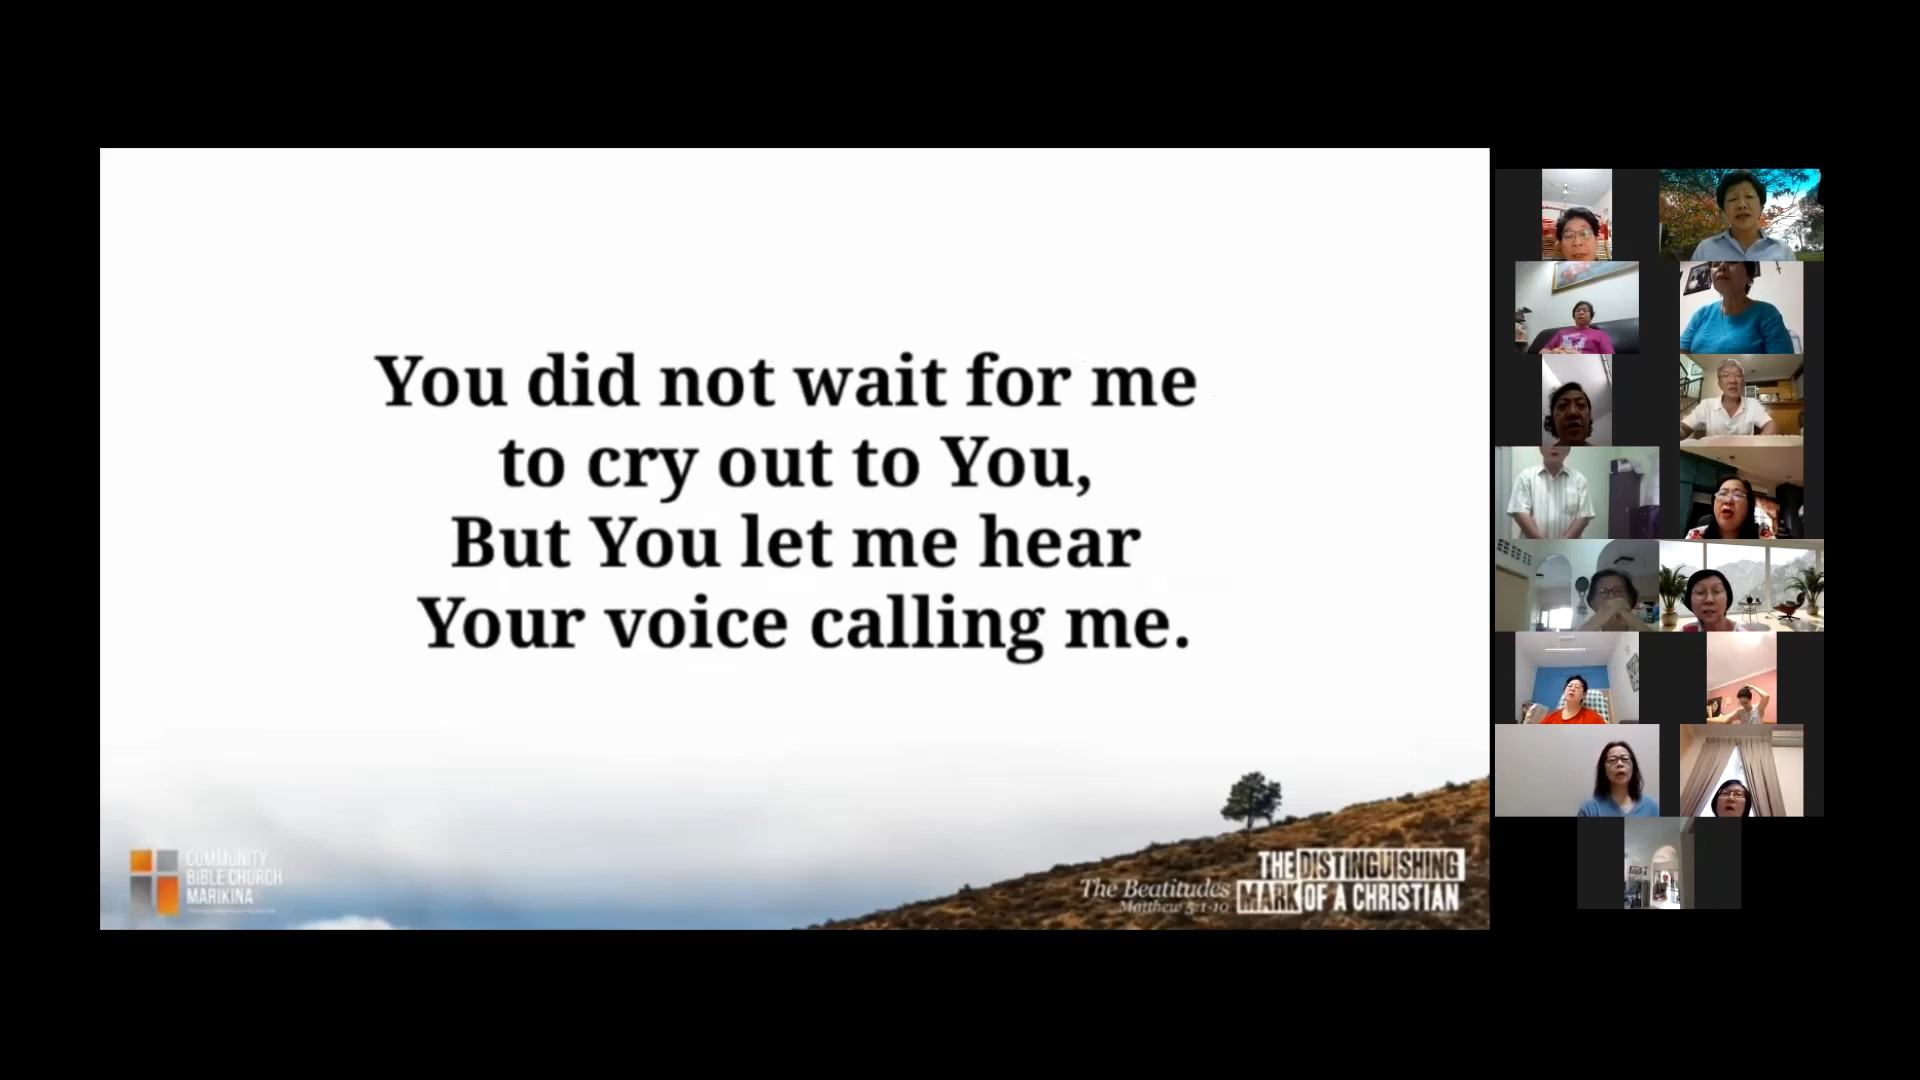 You did not wait for me
to cry out to You,
But You let me hear
Your voice calling me.
COMMUNITY
BIBLE CHURCH
MARIKINA
The Beatitudes
Matthew 5:1-10
THE DISTINGUISHING
MARK OF A CHRISTIAN